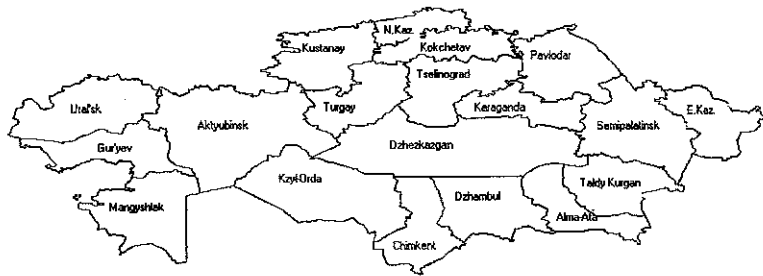 N.Kaz.
Kustanay
Kokchetav
Pavlodar
Tselinograd
Ural'sk
Turgay
Karaganda
E.Kaz.
Aktyubinsk
Semipalatinsk
Gur'yev
Dzhezkazgan
Kzyl-Orda
Dzhambul
Taldy Kurgan
Mangyshlak
Alma-Ata
Chimkent